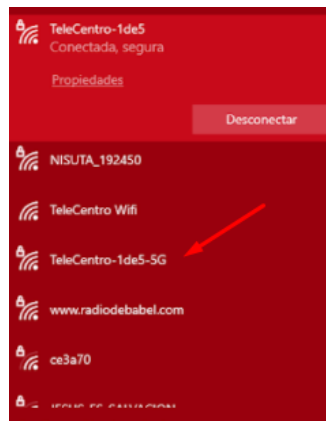 TeleCentro-1de5
Conectada, segura
Propiedades
Desconectar
NISUTA_192450
TeleCentro Wifi
TeleCentro-1de5-5G
www.radiodebabel.com
ce3a70